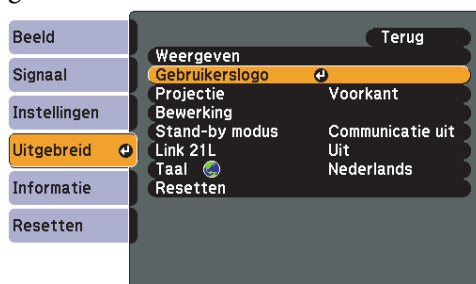 Beeld
Signaal
Instellingen
Uitgebreid
Informatie
Resetten
Terug
Weergeven
Gebruikerslogo
Projectie Voorkant
Bewerking
Stand-by modus Communicatie uit
Link 21L Uit
Taal Nederlands
Resetten